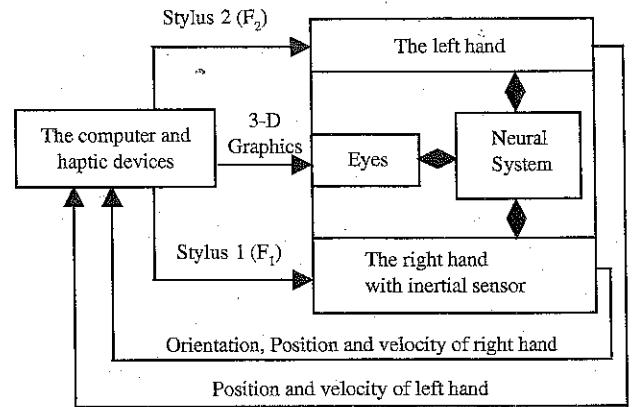 Stylus 2 (F₂)
The left hand
The computer and
haptic devices
3-D
Graphics
Eyes
Neural
System
Stylus 1 (F₁)
The right hand
with inertial sensor
Orientation, Position and velocity of right hand
Position and velocity of left hand